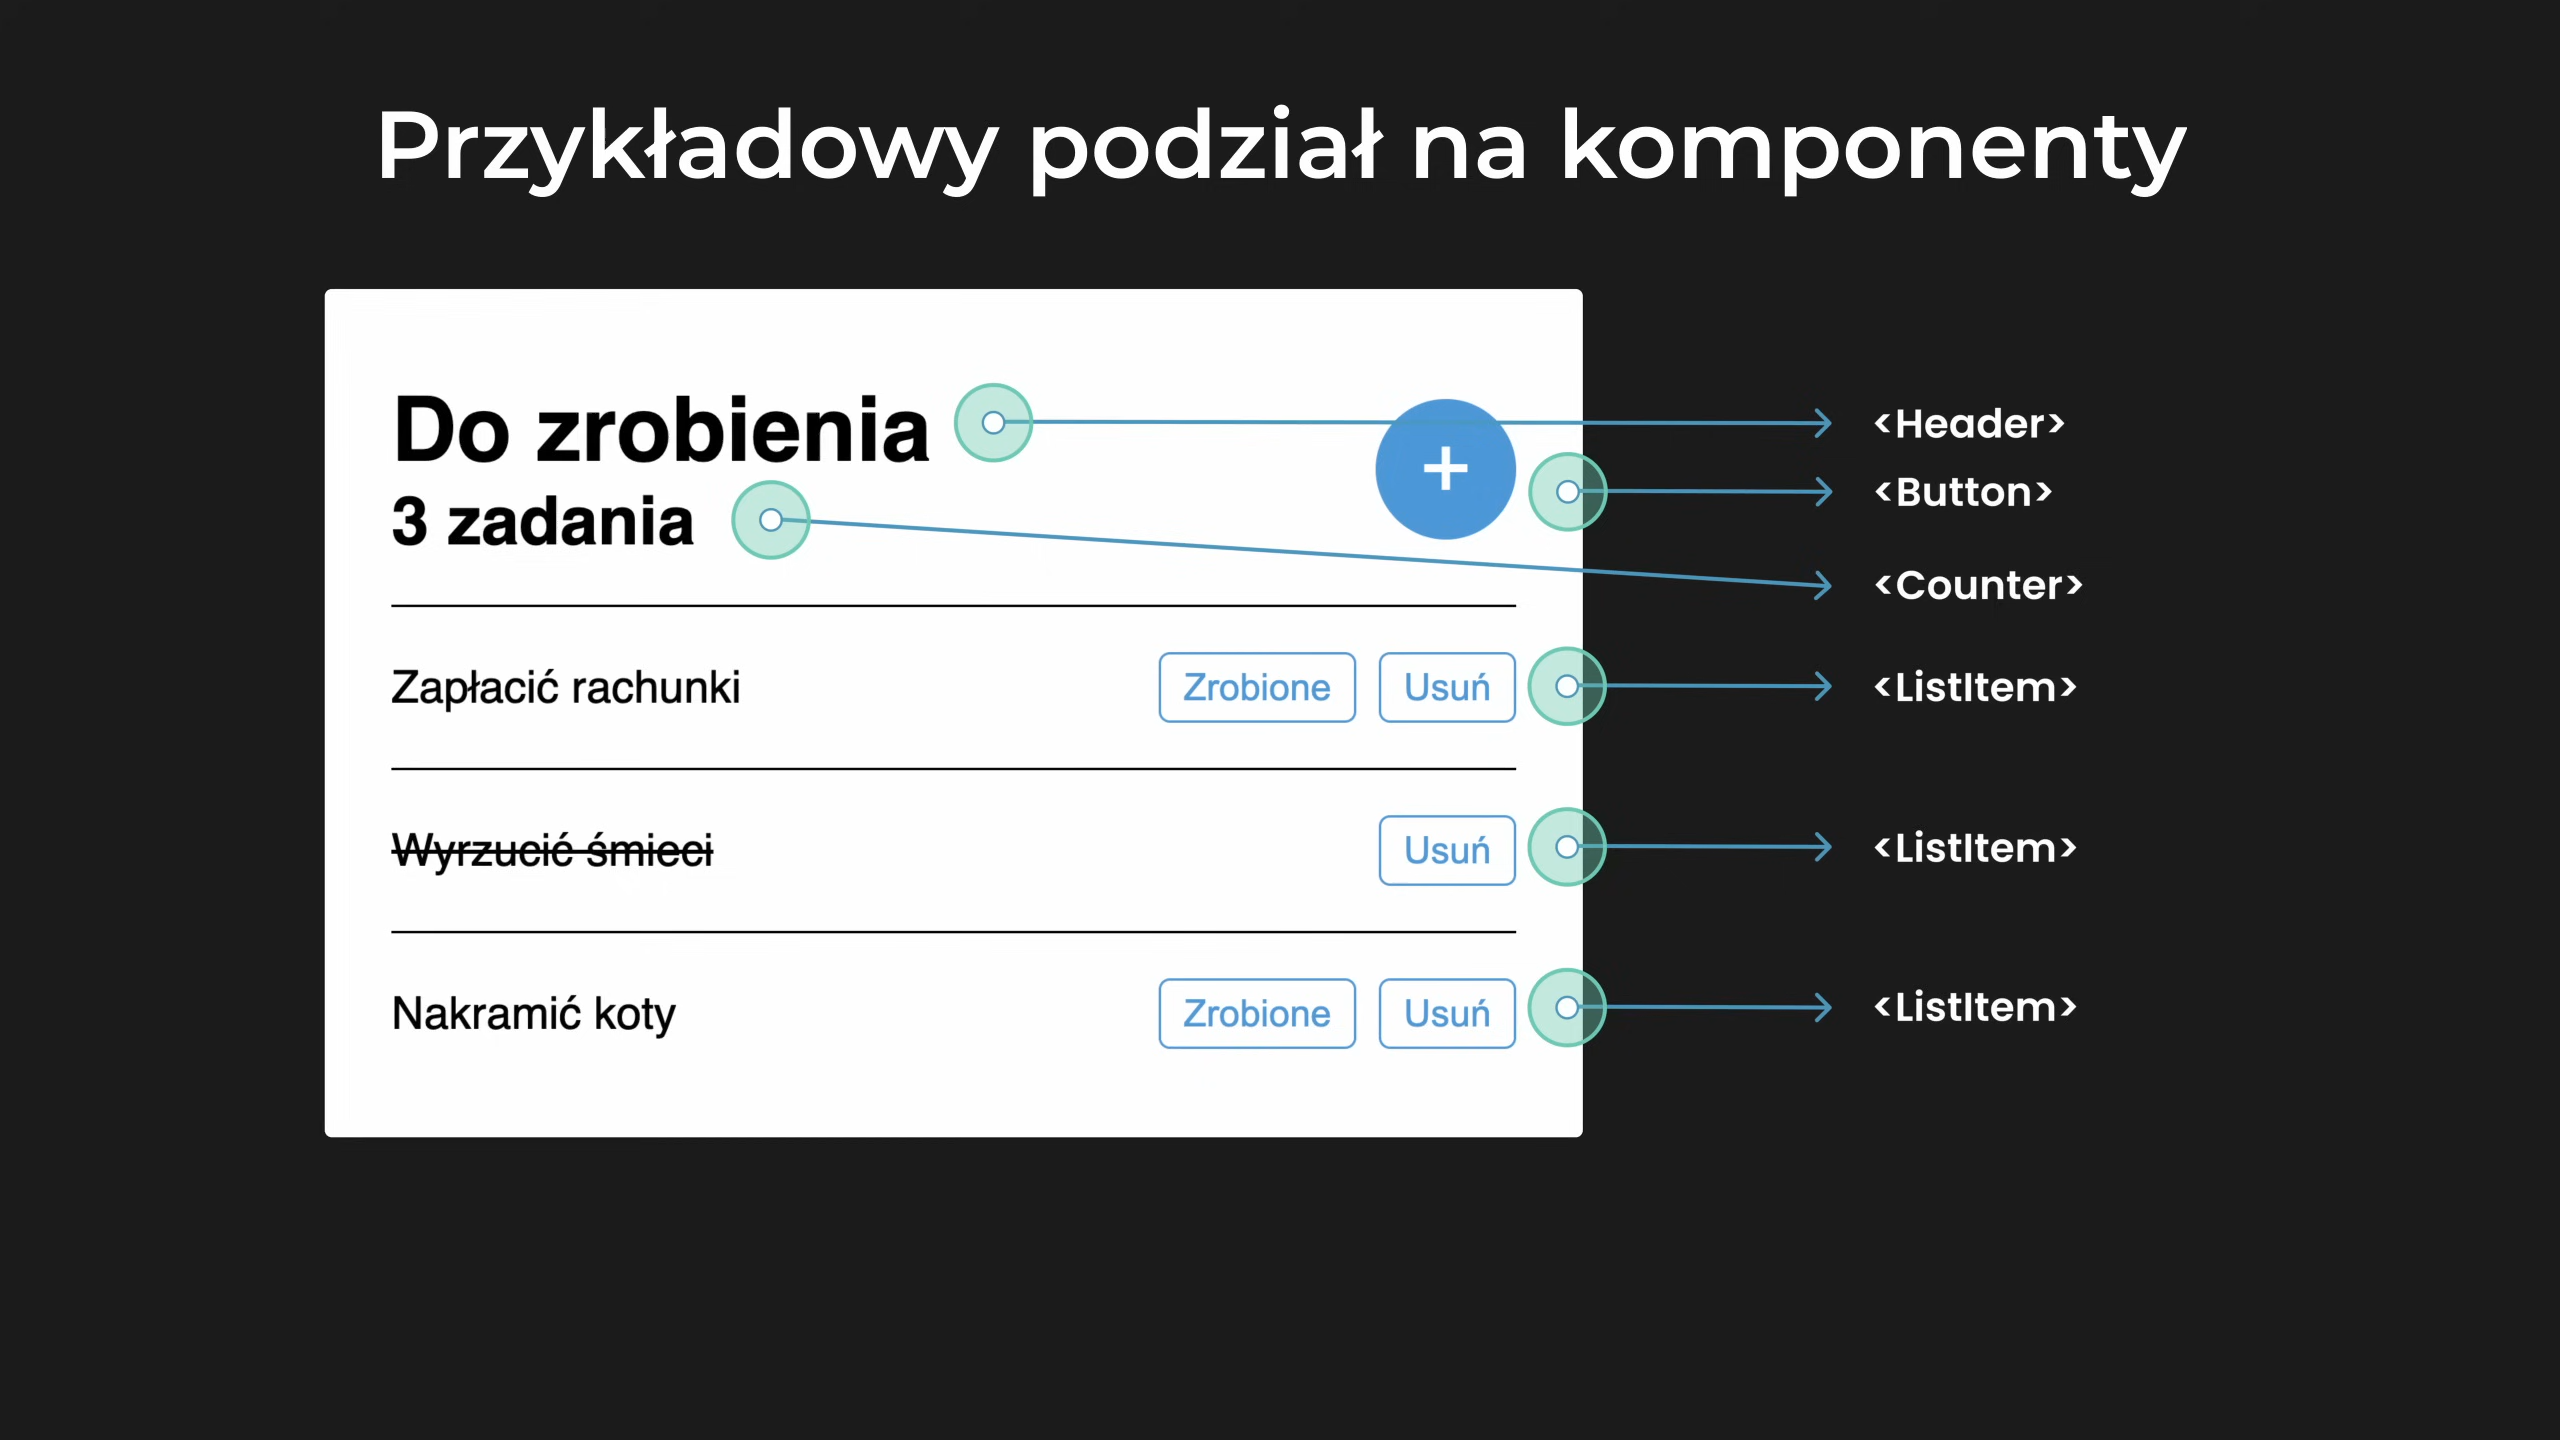 Przykładowy podział na komponenty
Do zrobienia
<Header>
+
<Button>
3 zadania
<Counter>
Zapłacić rachunki
Zrobione
Usuń
<ListItem>
Wyrzucić śmieci
Usuń
<ListItem>
Nakramić koty
Zrobione
Usuń
<ListItem>